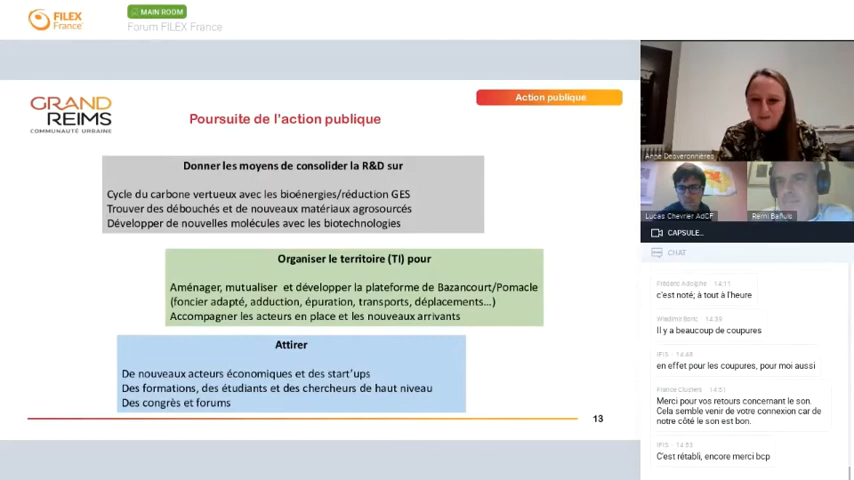 FILEX
France
MAIN ROOM
Forum FILEX France
GRAND
REIMS
COMMUNAUTÉ URBAINE
Action publique
Poursuite de l'action publique
Donner les moyens de consolider la R&D sur
Cycle du carbone vertueux avec les bioénergies/réduction GES
Trouver des débouchés et de nouveaux matériaux agrosourcés
Développer de nouvelles molécules avec les biotechnologies
Organiser le territoire (TI) pour
Aménager, mutualiser et développer la plateforme de Bazancourt/Pomacle
(foncier adapté, adduction, épuration, transports, déplacements...)
Accompagner les acteurs en place et les nouveaux arrivants
Attirer
De nouveaux acteurs économiques et des start'ups
Des formations, des étudiants et des chercheurs de haut niveau
Des congrès et forums
13
Anne Desveronnières
Lucas Chevrier AdCF
Rémi Bañuls
CAPSULE...
CHAT
Frédéric Adolphe 14:11
c'est noté; à tout à l'heure
14:39
Il y a beaucoup de coupures
IFIS 14:48
en effet pour les coupures, pour moi aussi
France Clusters 14:51
Merci pour vos retours concernant le son.
Cela semble venir de votre connexion car de
notre côté le son est bon.
IFIS 14:53
C'est rétabli, encore merci bcp